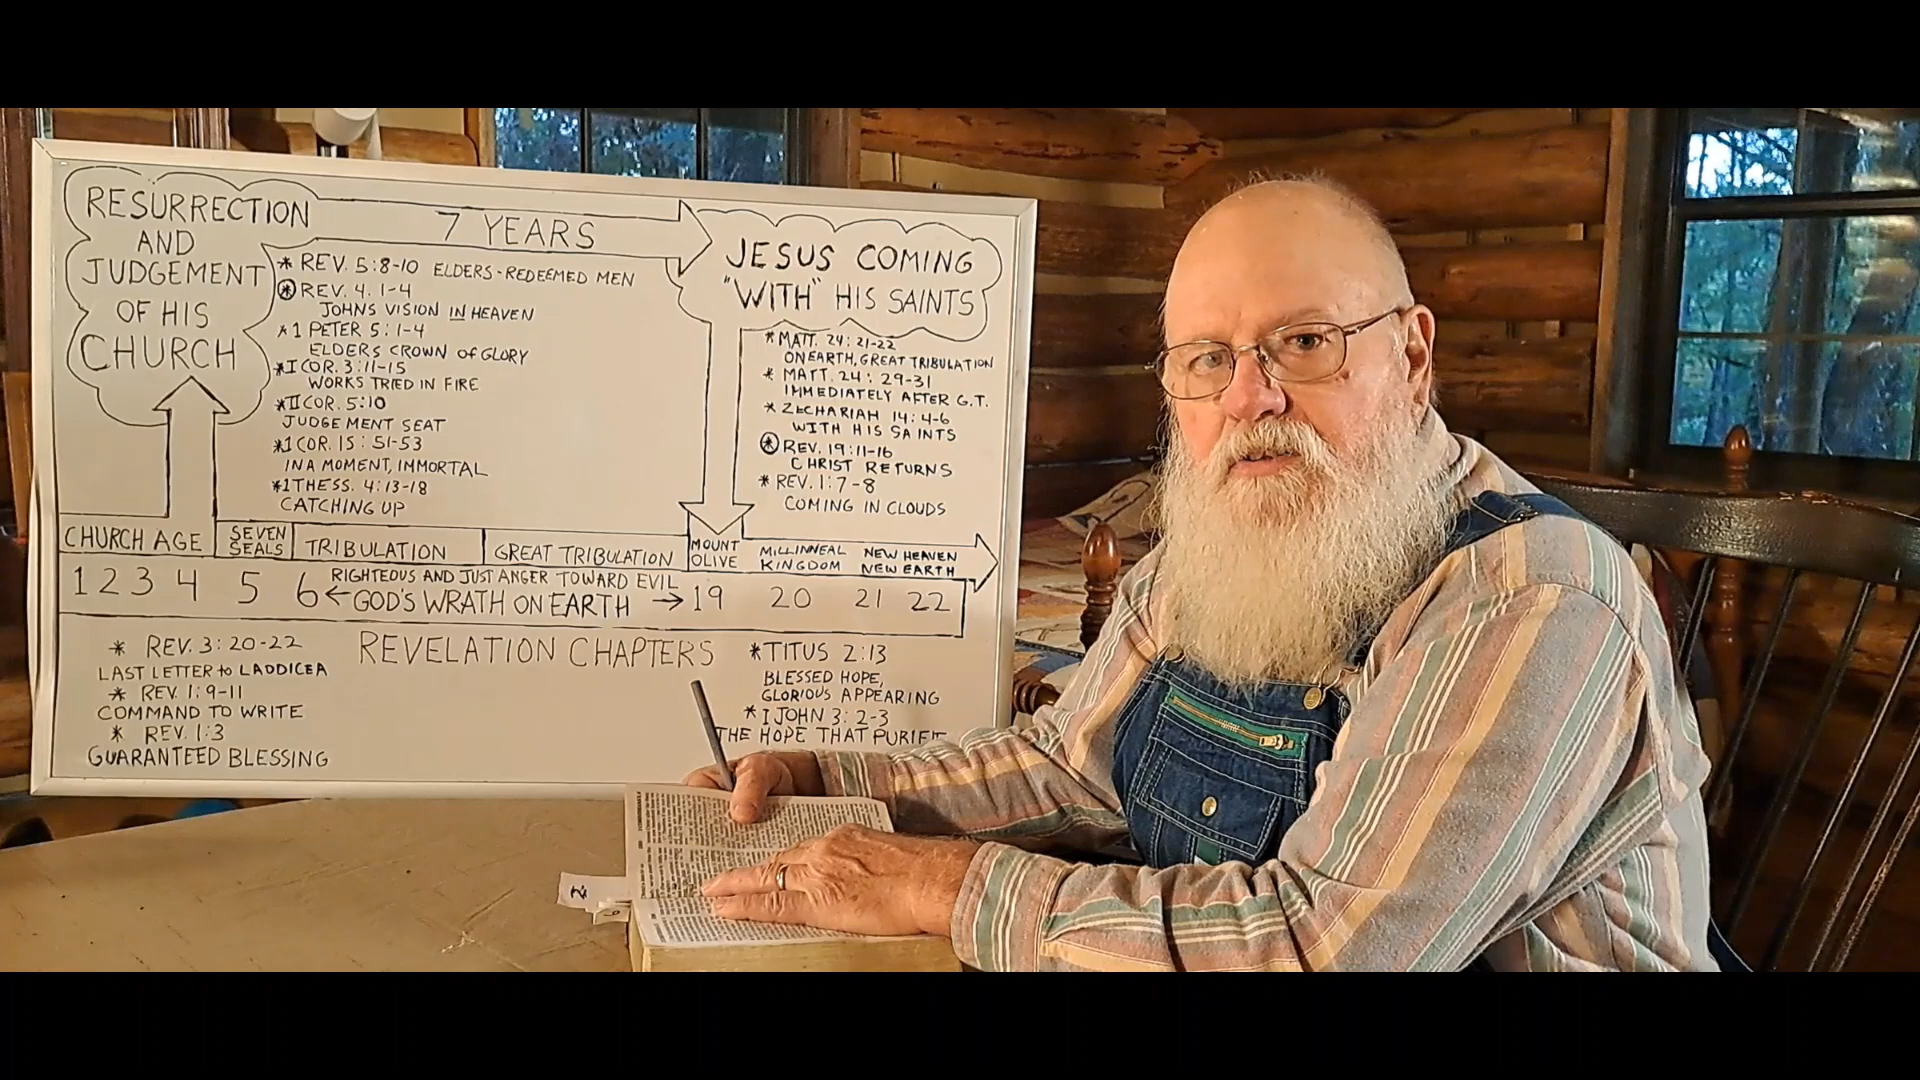 RESURRECTION
AND
JUDGEMENT
OF HIS
CHURCH
7 YEARS
JESUS COMING
"WITH" HIS SAINTS
* REV. 5:8-10 ELDERS-REDEEMED MEN
* REV. 4. 1-4
JOHNS VISION IN HEAVEN
* 1 PETER 5:1-4
ELDERS CROWN OF GLORY
* I COR. 3:11-15
WORKS TRIED IN FIRE
* II COR. 5:10
JUDGEMENT SEAT
* 1 COR. 15:51-53
IN A MOMENT, IMMORTAL
* 1 THESS. 4:13-18
CATCHING UP
* MATT. 24:21-22
ON EARTH, GREAT TRIBULATION
* MATT. 24:29-31
IMMEDIATELY AFTER G.T.
* ZECHARIAH 14:4-6
WITH HIS SAINTS
* REV. 19:11-16
CHRIST RETURNS
* REV. 1:7-8
COMING IN CLOUDS
CHURCH AGE
SEVEN
SEALS
TRIBULATION
GREAT TRIBULATION
MOUNT
OLIVE
MILLINNEAL
KINGDOM
NEW HEAVEN
NEW EARTH
1 2 3 4 5 6
RIGHTEOUS AND JUST ANGER TOWARD EVIL
← GOD'S WRATH ON EARTH →
19 20 21 22
REVELATION CHAPTERS
* REV. 3:20-22
LAST LETTER to LAODICEA
* REV. 1:9-11
COMMAND TO WRITE
* REV. 1:3
GUARANTEED BLESSING
* TITUS 2:13
BLESSED HOPE,
GLORIOUS APPEARING
* I JOHN 3:2-3
THE HOPE THAT